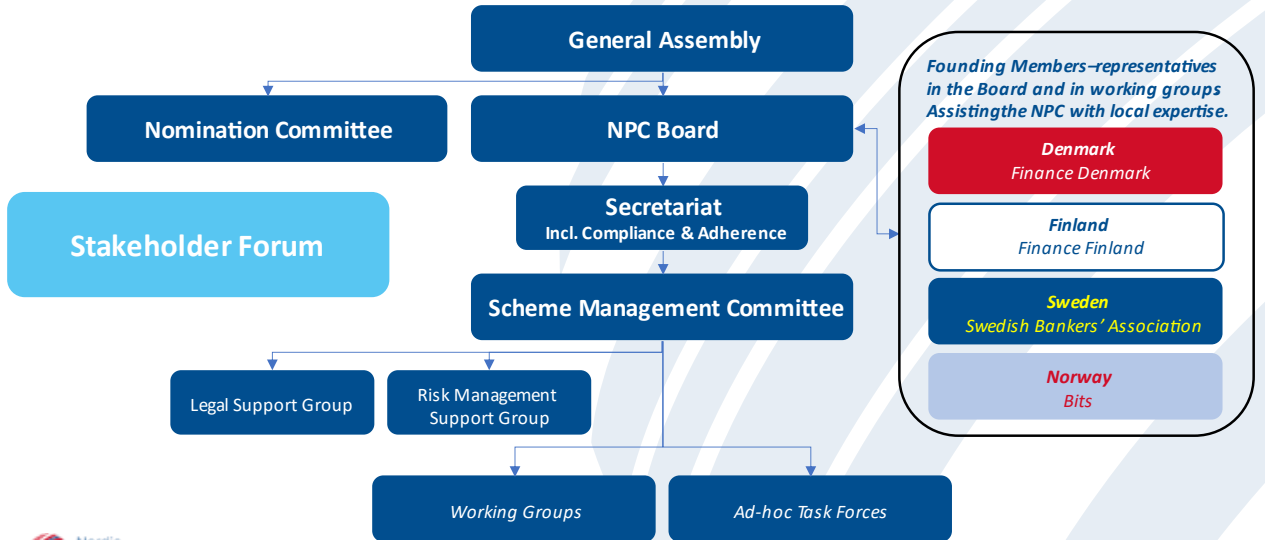 General Assembly
Founding Members–representatives
in the Board and in working groups
Assistingthe NPC with local expertise.
Nomination Committee
NPC Board
Denmark
Finance Denmark
Secretariat
Incl. Compliance & Adherence
Stakeholder Forum
Finland
Finance Finland
Scheme Management Committee
Sweden
Swedish Bankers’ Association
Legal Support Group
Risk Management
Support Group
Norway
Bits
Working Groups
Ad-hoc Task Forces